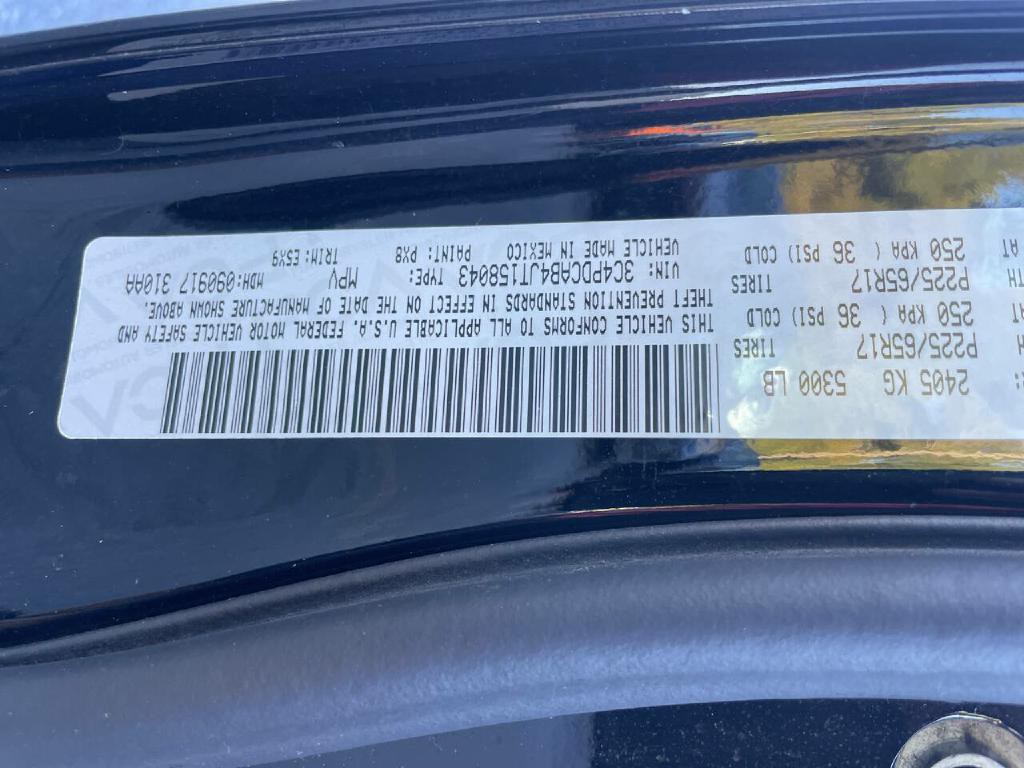 2405 KG 5300 LB
P225/65R17 TIRES
AT 250 KPA ( 36 PSI) COLD
P225/65R17 TIRES
AT 250 KPA ( 36 PSI) COLD
THIS VEHICLE CONFORMS TO ALL APPLICABLE U.S.A. FEDERAL MOTOR VEHICLE SAFETY AND
THEFT PREVENTION STANDARDS IN EFFECT ON THE DATE OF MANUFACTURE SHOWN ABOVE.
VIN: 3C4PDCAB4JT158043 TYPE: MPV MDH:090917 310AA
VEHICLE MADE IN MEXICO PAINT: PX8 TRIM: E5X9